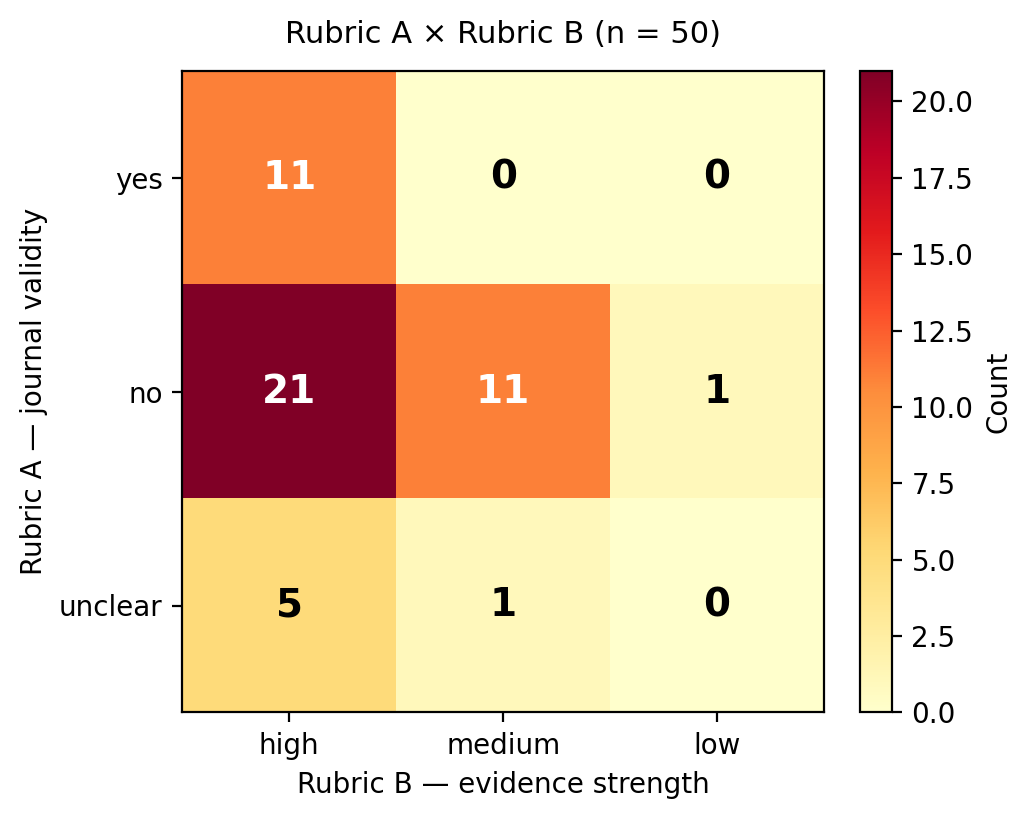 Rubric A × Rubric B (n = 50)
Rubric A — journal validity
yes
no
unclear
11
0
0
21
11
1
5
1
0
high
medium
low
Rubric B — evidence strength
20.0
17.5
15.0
12.5
10.0
7.5
5.0
2.5
0.0
Count